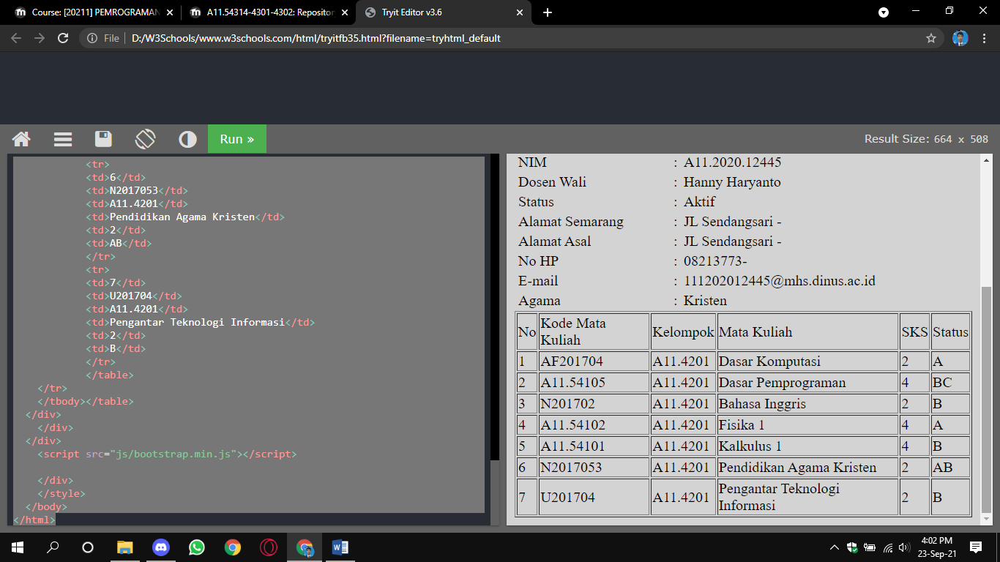 Course: [20211] PEMROGRAMAN
A11.54314-4301-4302: Repositor
Tryit Editor v3.6
File
D:/W3Schools/www.w3schools.com/html/tryitfb35.html?filename=tryhtml_default
Run »
Result Size: 664 x 508
<tr>
<td>6</td>
<td>N2017053</td>
<td>A11.4201</td>
<td>Pendidikan Agama Kristen</td>
<td>2</td>
<td>AB</td>
</tr>
<tr>
<td>7</td>
<td>U201704</td>
<td>A11.4201</td>
<td>Pengantar Teknologi Informasi</td>
<td>2</td>
<td>B</td>
</tr>
</table>
</tr>
</tbody></table>
</div>
</div>
</div>
<script src="js/bootstrap.min.js"></script>
</div>
</style>
</body>
</html>
NIM : A11.2020.12445
Dosen Wali : Hanny Haryanto
Status : Aktif
Alamat Semarang : JL Sendangsari -
Alamat Asal : JL Sendangsari -
No HP : 08213773-
E-mail : 111202012445@mhs.dinus.ac.id
Agama : Kristen
No Kode Mata Kuliah Kelompok Mata Kuliah SKS Status
1 AF201704 A11.4201 Dasar Komputasi 2 A
2 A11.54105 A11.4201 Dasar Pemprograman 4 BC
3 N201702 A11.4201 Bahasa Inggris 2 B
4 A11.54102 A11.4201 Fisika 1 4 A
5 A11.54101 A11.4201 Kalkulus 1 4 B
6 N2017053 A11.4201 Pendidikan Agama Kristen 2 AB
7 U201704 A11.4201 Pengantar Teknologi Informasi 2 B
4:02 PM
23-Sep-21